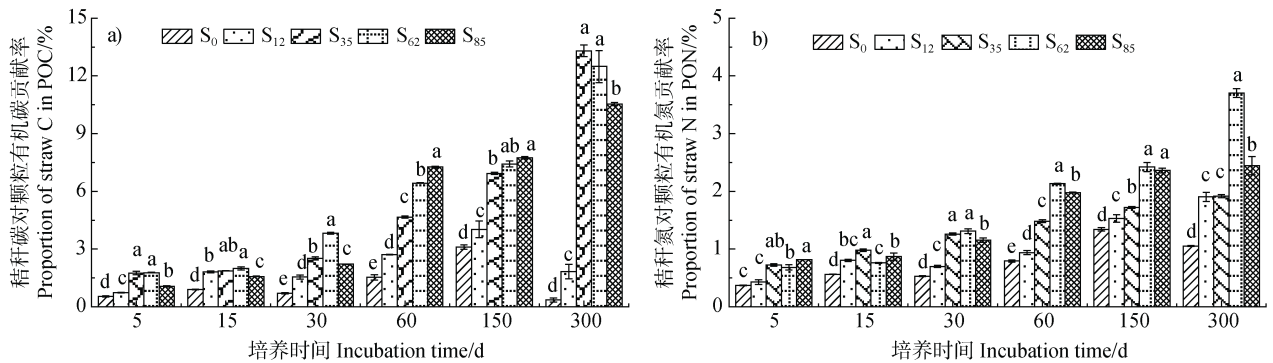 a)
S0 S12 S35 S62 S85
秸秆碳对颗粒有机碳贡献率
Proportion of straw C in POC/%
15
12
9
6
3
0
d c a a b
d b ab a c
e d b a c
e d c b a
d c b ab a
d c a a b
5 15 30 60 150 300
培养时间 Incubation time/d
b)
S0 S12 S35 S62 S85
秸秆氮对颗粒有机氮贡献率
Proportion of straw N in PON/%
5
4
3
2
1
0
c c ab b a
d bc a c b
d c a a b
e d c a b
d c b a a
d c c a b
5 15 30 60 150 300
培养时间 Incubation time/d